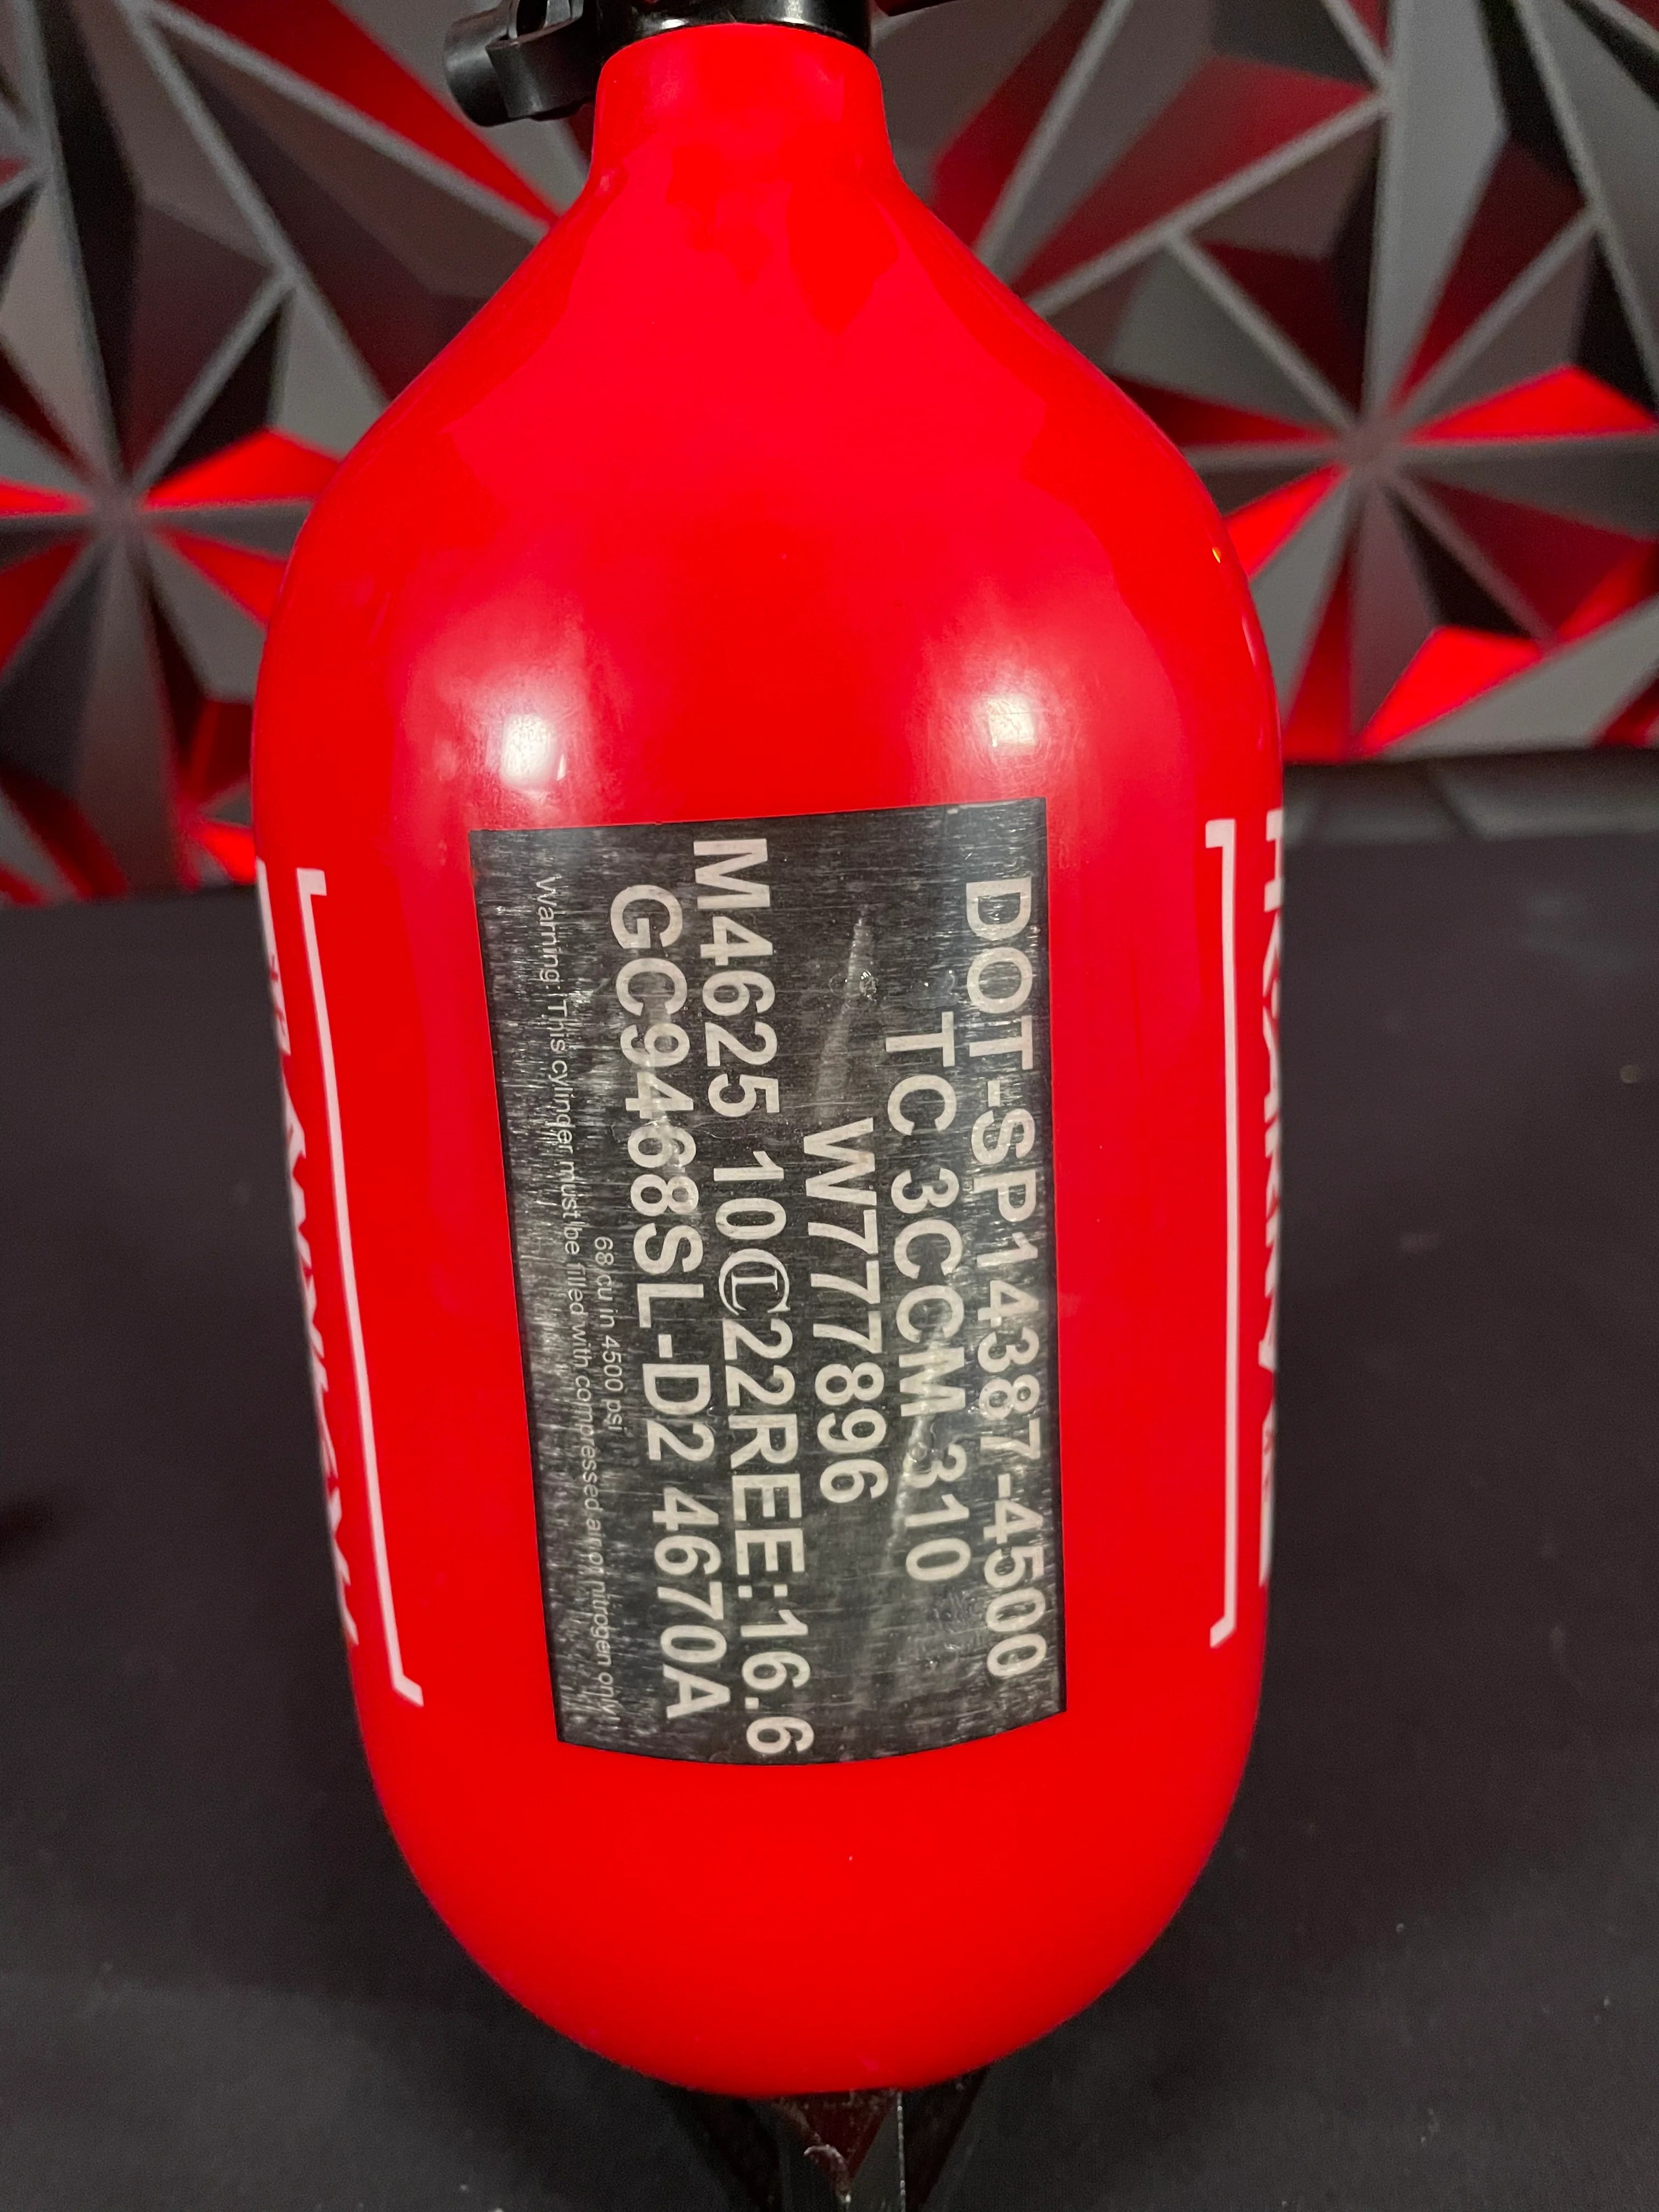 DOT-SP14387-4500
TC 3CCM 310
W777896
M4625 10Ⓛ22REE:16.6
GC9468SL-D2 4670A
68 cu in 4500 psi
Warning: This cylinder must be filled with compressed air or nitrogen only